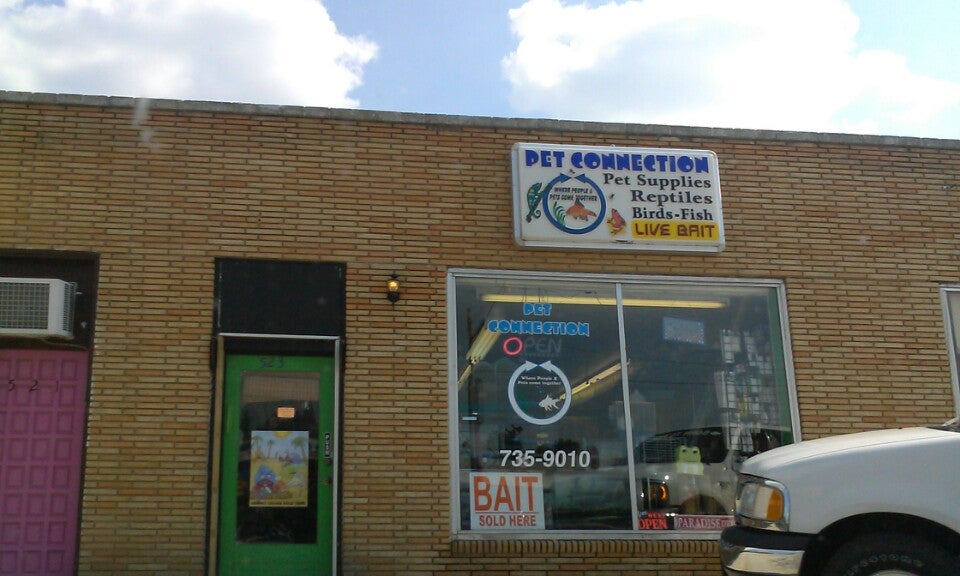 PET CONNECTION
WHERE PEOPLE &
PETS COME TOGETHER
Pet Supplies
Reptiles
Birds-Fish
LIVE BAIT
PET
CONNECTION
OPEN
Where People &
Pets come together
735-9010
BAIT
SOLD HERE
OPEN
PARADISE
523
PUSH
521